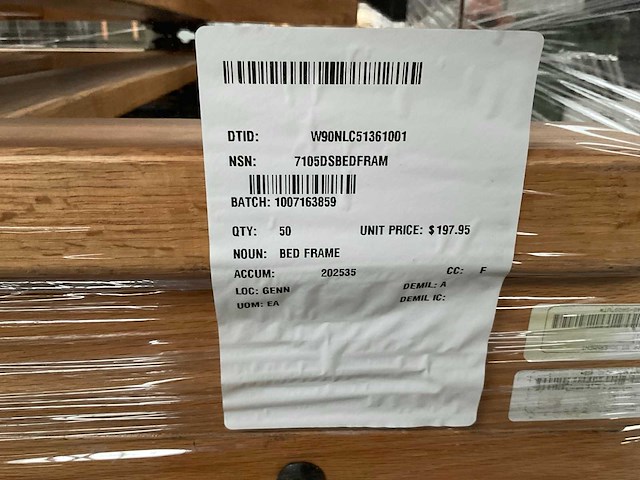 DTID: W90NLC51361001
NSN: 7105DSBEDFRAM
BATCH: 1007163859
QTY: 50 UNIT PRICE: $197.95
NOUN: BED FRAME
ACCUM: 202535 CC: F
LOC: GENN DEMIL: A
UOM: EA DEMIL IC: